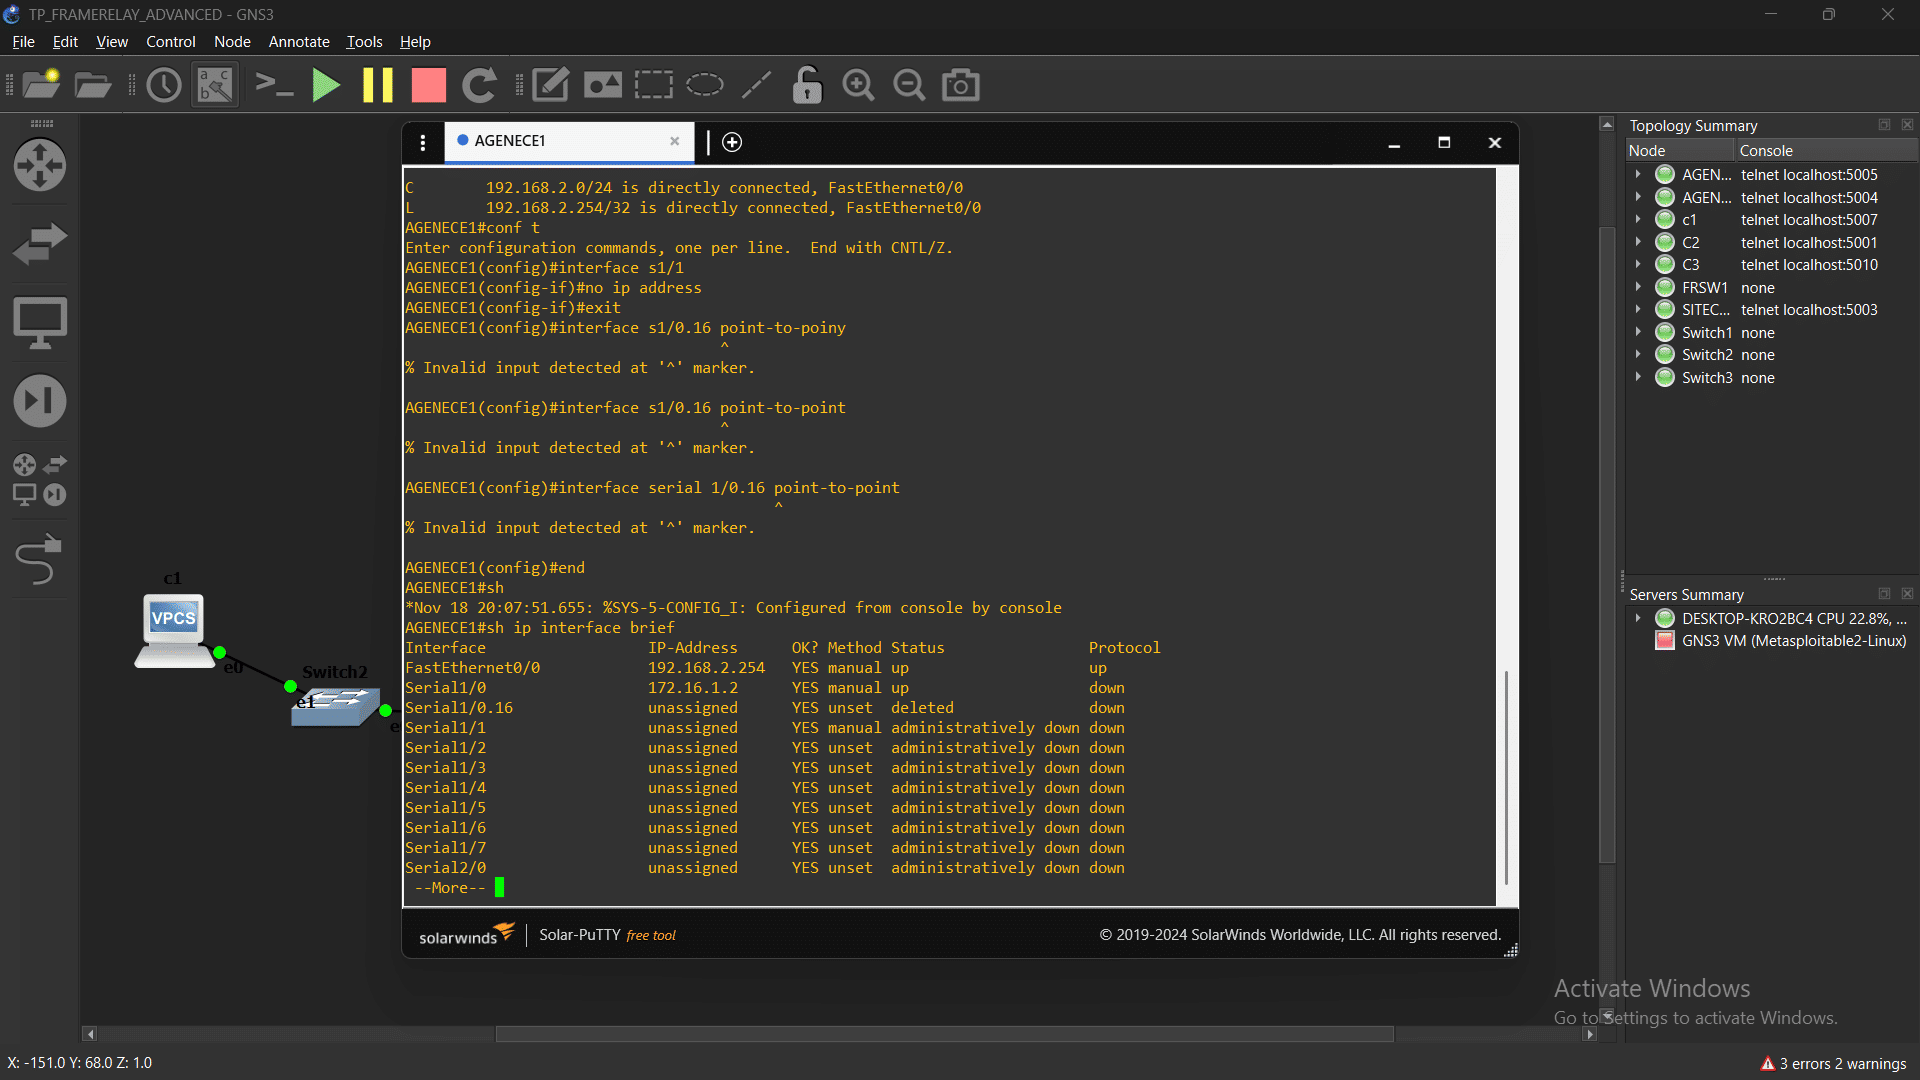 TP_FRAMERELAY_ADVANCED - GNS3
File Edit View Control Node Annotate Tools Help
AGENECE1
C        192.168.2.0/24 is directly connected, FastEthernet0/0
L        192.168.2.254/32 is directly connected, FastEthernet0/0
AGENECE1#conf t
Enter configuration commands, one per line.  End with CNTL/Z.
AGENECE1(config)#interface s1/1
AGENECE1(config-if)#no ip address
AGENECE1(config-if)#exit
AGENECE1(config)#interface s1/0.16 point-to-poiny
^
% Invalid input detected at '^' marker.
AGENECE1(config)#interface s1/0.16 point-to-point
^
% Invalid input detected at '^' marker.
AGENECE1(config)#interface serial 1/0.16 point-to-point
^
% Invalid input detected at '^' marker.
AGENECE1(config)#end
AGENECE1#sh
*Nov 18 20:07:51.655: %SYS-5-CONFIG_I: Configured from console by console
AGENECE1#sh ip interface brief
Interface                  IP-Address      OK? Method Status                Protocol
FastEthernet0/0            192.168.2.254   YES manual up                    up
Serial1/0                  172.16.1.2      YES manual up                    down
Serial1/0.16               unassigned      YES unset  deleted               down
Serial1/1                  unassigned      YES manual administratively down down
Serial1/2                  unassigned      YES unset  administratively down down
Serial1/3                  unassigned      YES unset  administratively down down
Serial1/4                  unassigned      YES unset  administratively down down
Serial1/5                  unassigned      YES unset  administratively down down
Serial1/6                  unassigned      YES unset  administratively down down
Serial1/7                  unassigned      YES unset  administratively down down
Serial2/0                  unassigned      YES unset  administratively down down
--More--
solarwinds Solar-PuTTY free tool © 2019-2024 SolarWinds Worldwide, LLC. All rights reserved.
c1
VPCS
e0
Switch2
e1
e
Topology Summary
Node Console
AGEN... telnet localhost:5005
AGEN... telnet localhost:5004
c1 telnet localhost:5007
C2 telnet localhost:5001
C3 telnet localhost:5010
FRSW1 none
SITEC... telnet localhost:5003
Switch1 none
Switch2 none
Switch3 none
Servers Summary
DESKTOP-KRO2BC4 CPU 22.8%, ...
GNS3 VM (Metasploitable2-Linux)
Activate Windows
Go to Settings to activate Windows.
X: -151.0 Y: 68.0 Z: 1.0
3 errors 2 warnings